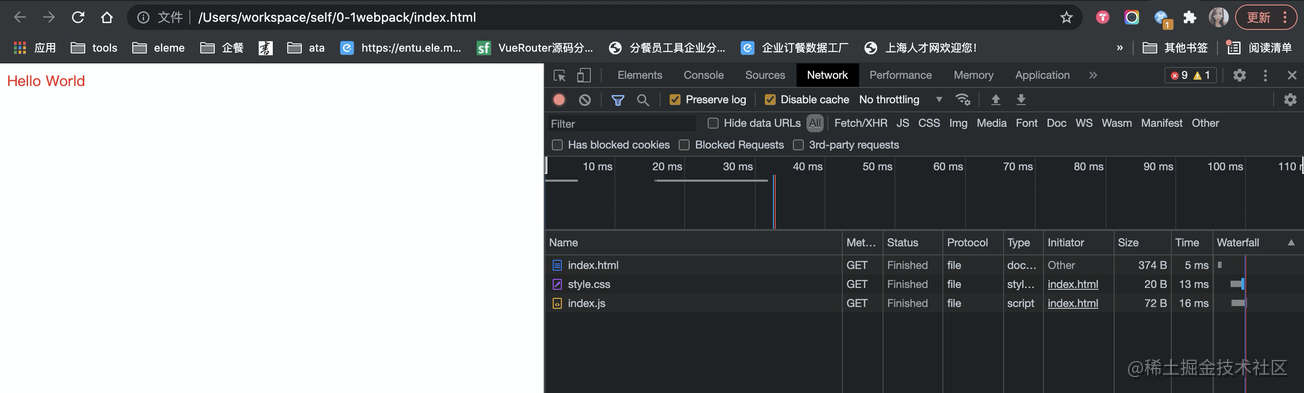 文件 /Users/workspace/self/0-1webpack/index.html 更新
应用 tools eleme 企餐 ata https://entu.ele.m... VueRouter源码分... 分餐员工具企业分... 企业订餐数据工厂 上海人才网欢迎您! » 其他书签 阅读清单
Hello World
Elements Console Sources Network Performance Memory Application » 9 1
Preserve log Disable cache No throttling
Filter Hide data URLs All Fetch/XHR JS CSS Img Media Font Doc WS Wasm Manifest Other
Has blocked cookies Blocked Requests 3rd-party requests
10 ms 20 ms 30 ms 40 ms 50 ms 60 ms 70 ms 80 ms 90 ms 100 ms 110 m
Name Met... Status Protocol Type Initiator Size Time Waterfall
index.html GET Finished file doc... Other 374 B 5 ms
style.css GET Finished file styl... index.html 20 B 13 ms
index.js GET Finished file script index.html 72 B 16 ms
@稀土掘金技术社区